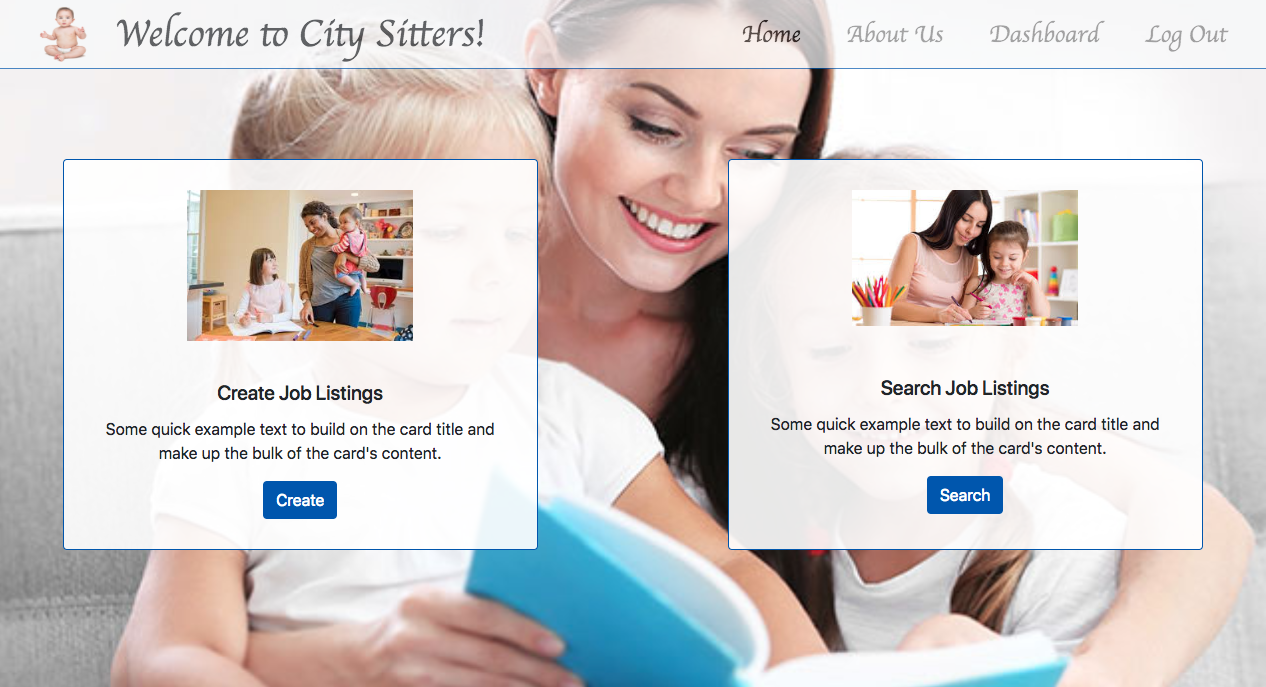 Welcome to City Sitters!
Home
About Us
Dashboard
Log Out
Create Job Listings
Some quick example text to build on the card title and
make up the bulk of the card's content.
Create
Search Job Listings
Some quick example text to build on the card title and
make up the bulk of the card's content.
Search